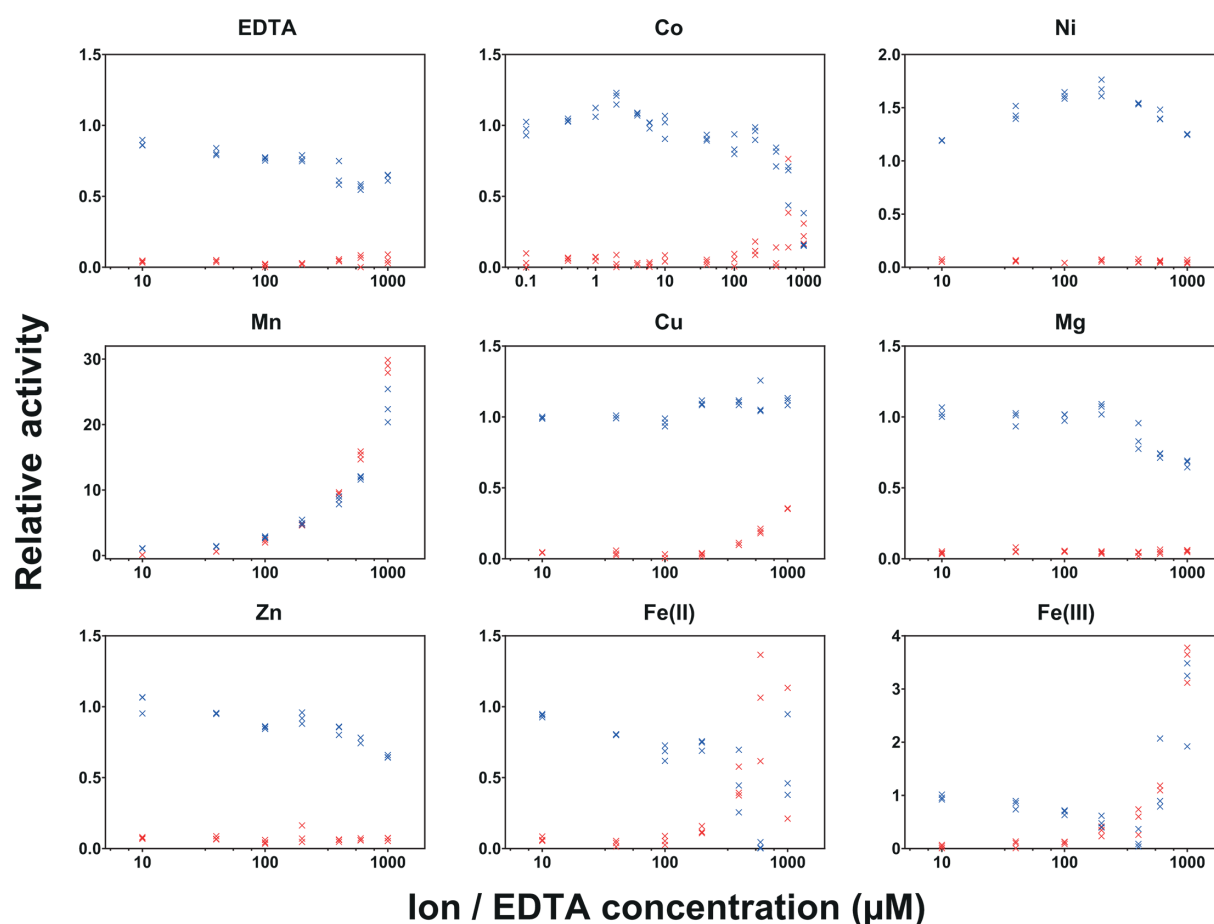 EDTA Co Ni
1.5 1.5 2.0
1.0 1.0 1.5
0.5 0.5 1.0
0.0 0.0 0.5
0.0
10 100 1000 0.1 1 10 100 1000 10 100 1000
Mn Cu Mg
30 1.5 1.5
20 1.0 1.0
10 0.5 0.5
0 0.0 0.0
10 100 1000 10 100 1000 10 100 1000
Zn Fe(II) Fe(III)
1.5 1.5 4
1.0 1.0 3
0.5 0.5 2
0.0 0.0 1
0
10 100 1000 10 100 1000 10 100 1000
Relative activity
Ion / EDTA concentration (µM)